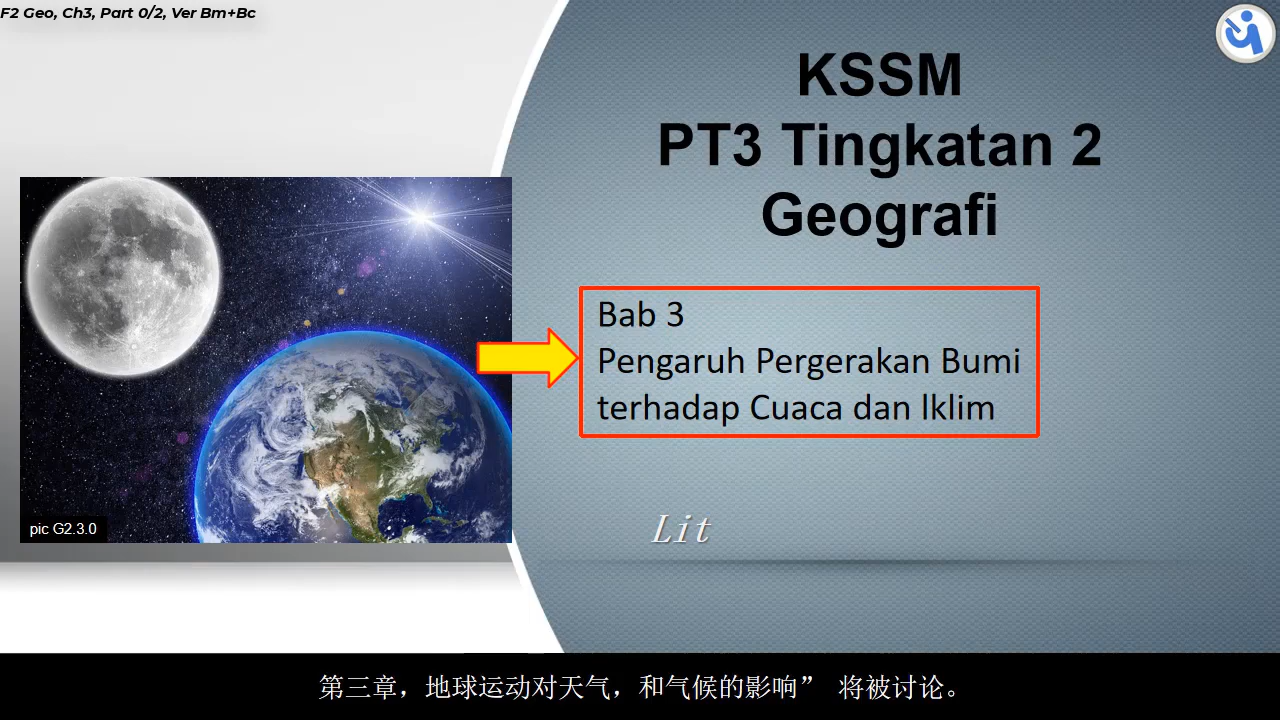 F2 Geo, Ch3, Part 0/2, Ver Bm+Bc
KSSM
PT3 Tingkatan 2
Geografi
Bab 3
Pengaruh Pergerakan Bumi
terhadap Cuaca dan Iklim
Lit
pic G2.3.0
第三章，地球运动对天气，和气候的影响” 将被讨论。